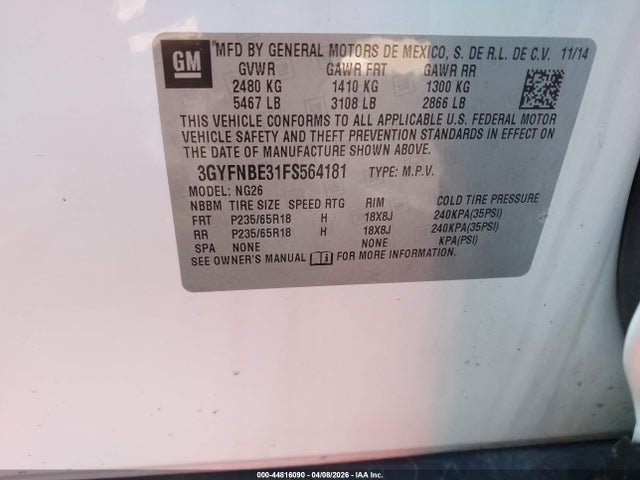 GM MFD BY GENERAL MOTORS DE MEXICO, S. DE R.L. DE C.V. 11/14
GVWR GAWR FRT GAWR RR
2480 KG 1410 KG 1300 KG
5467 LB 3108 LB 2866 LB
THIS VEHICLE CONFORMS TO ALL APPLICABLE U.S. FEDERAL MOTOR
VEHICLE SAFETY AND THEFT PREVENTION STANDARDS IN EFFECT ON
THE DATE OF MANUFACTURE SHOWN ABOVE.
3GYFNBE31FS564181 TYPE: M.P.V.
MODEL: NG26
NBBM TIRE SIZE SPEED RTG RIM COLD TIRE PRESSURE
FRT P235/65R18 H 18X8J 240KPA(35PSI)
RR P235/65R18 H 18X8J 240KPA(35PSI)
SPA NONE NONE KPA(PSI)
SEE OWNER'S MANUAL FOR MORE INFORMATION.
000-44816090 - 04/08/2026 - IAA Inc.